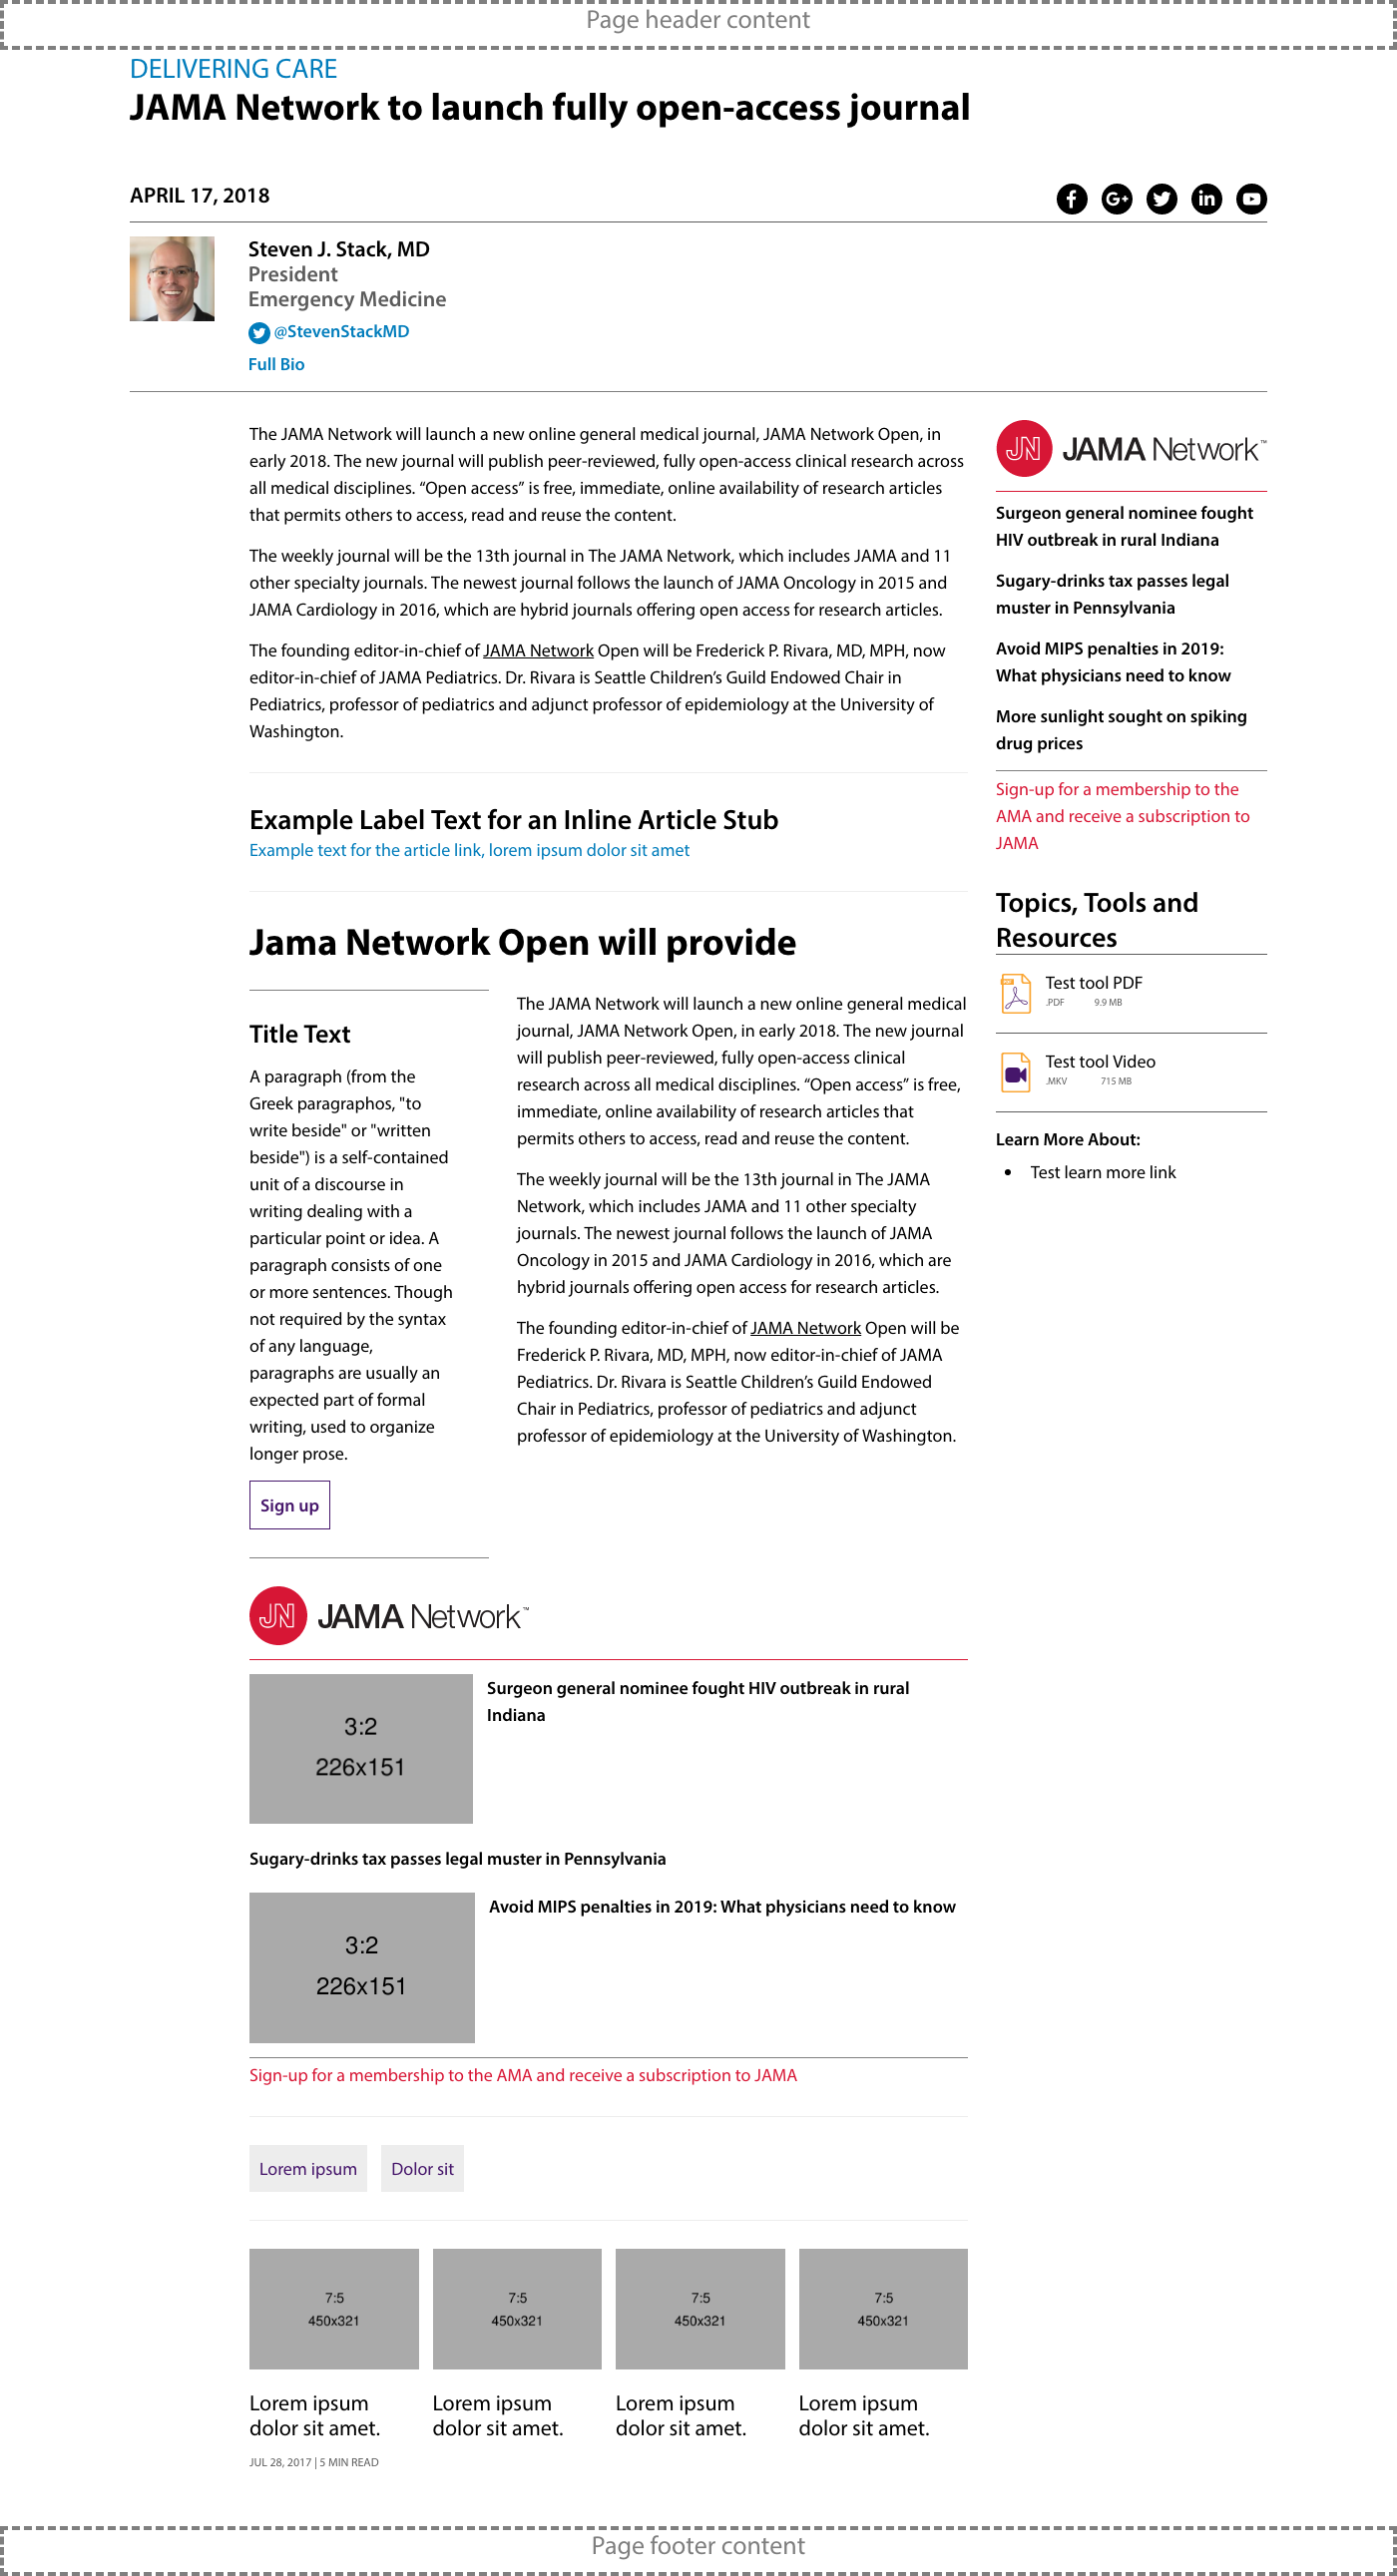 Page header content
DELIVERING CARE
JAMA Network to launch fully open-access journal
APRIL 17, 2018
Steven J. Stack, MD
President
Emergency Medicine
@StevenStackMD
Full Bio
The JAMA Network will launch a new online general medical journal, JAMA Network Open, in
early 2018. The new journal will publish peer-reviewed, fully open-access clinical research across
all medical disciplines. “Open access” is free, immediate, online availability of research articles
that permits others to access, read and reuse the content.
The weekly journal will be the 13th journal in The JAMA Network, which includes JAMA and 11
other specialty journals. The newest journal follows the launch of JAMA Oncology in 2015 and
JAMA Cardiology in 2016, which are hybrid journals offering open access for research articles.
The founding editor-in-chief of JAMA Network Open will be Frederick P. Rivara, MD, MPH, now
editor-in-chief of JAMA Pediatrics. Dr. Rivara is Seattle Children’s Guild Endowed Chair in
Pediatrics, professor of pediatrics and adjunct professor of epidemiology at the University of
Washington.
Example Label Text for an Inline Article Stub
Example text for the article link, lorem ipsum dolor sit amet
Jama Network Open will provide
Title Text
A paragraph (from the
Greek paragraphos, "to
write beside" or "written
beside") is a self-contained
unit of a discourse in
writing dealing with a
particular point or idea. A
paragraph consists of one
or more sentences. Though
not required by the syntax
of any language,
paragraphs are usually an
expected part of formal
writing, used to organize
longer prose.
Sign up
The JAMA Network will launch a new online general medical
journal, JAMA Network Open, in early 2018. The new journal
will publish peer-reviewed, fully open-access clinical
research across all medical disciplines. “Open access” is free,
immediate, online availability of research articles that
permits others to access, read and reuse the content.
The weekly journal will be the 13th journal in The JAMA
Network, which includes JAMA and 11 other specialty
journals. The newest journal follows the launch of JAMA
Oncology in 2015 and JAMA Cardiology in 2016, which are
hybrid journals offering open access for research articles.
The founding editor-in-chief of JAMA Network Open will be
Frederick P. Rivara, MD, MPH, now editor-in-chief of JAMA
Pediatrics. Dr. Rivara is Seattle Children’s Guild Endowed
Chair in Pediatrics, professor of pediatrics and adjunct
professor of epidemiology at the University of Washington.
JN JAMA Network™
3:2
226x151
Surgeon general nominee fought HIV outbreak in rural
Indiana
Sugary-drinks tax passes legal muster in Pennsylvania
3:2
226x151
Avoid MIPS penalties in 2019: What physicians need to know
Sign-up for a membership to the AMA and receive a subscription to JAMA
Lorem ipsum
Dolor sit
7:5
450x321
Lorem ipsum
dolor sit amet.
JUL 28, 2017 | 5 MIN READ
7:5
450x321
Lorem ipsum
dolor sit amet.
7:5
450x321
Lorem ipsum
dolor sit amet.
7:5
450x321
Lorem ipsum
dolor sit amet.
JN JAMA Network™
Surgeon general nominee fought
HIV outbreak in rural Indiana
Sugary-drinks tax passes legal
muster in Pennsylvania
Avoid MIPS penalties in 2019:
What physicians need to know
More sunlight sought on spiking
drug prices
Sign-up for a membership to the
AMA and receive a subscription to
JAMA
Topics, Tools and
Resources
PDF
Test tool PDF
.PDF 9.9 MB
Test tool Video
.MKV 715 MB
Learn More About:
• Test learn more link
Page footer content